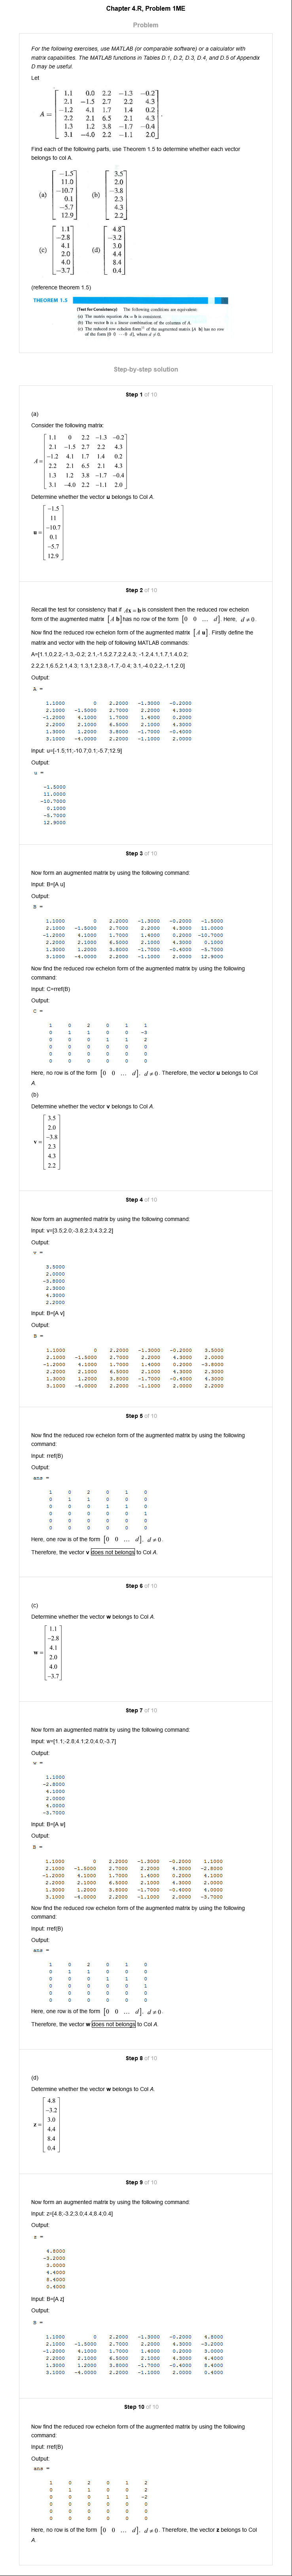 Chapter 4.R, Problem 1ME
Problem
For the following exercises, use MATLAB (or comparable software) or a calculator with
matrix capabilities. The MATLAB functions in Tables D.1, D.2, D.3, D.4, and D.5 of Appendix
D may be useful.
Let
A =
1.1 0.0 2.2 −1.3 −0.2
2.1 −1.5 2.7 2.2 4.3
−1.2 4.1 1.7 1.4 0.2
2.2 2.1 6.5 2.1 4.3
1.3 1.2 3.8 −1.7 −0.4
3.1 −4.0 2.2 −1.1 2.0
Find each of the following parts, use Theorem 1.5 to determine whether each vector
belongs to col A.
(a)
−1.5
11.0
−10.7
0.1
−5.7
12.9
(b)
3.5
2.0
−3.8
2.3
4.3
2.2
(c)
1.1
−2.8
4.1
2.0
4.0
−3.7
(d)
4.8
−3.2
3.0
4.4
8.4
0.4
(reference theorem 1.5)
THEOREM 1.5
[Test for Consistency] The following conditions are equivalent:
(a) The matrix equation Ax = b is consistent.
(b) The vector b is a linear combination of the columns of A.
(c) The reduced row echelon form of the augmented matrix [A b] has no row
of the form [0 0 ⋯ 0 d], where d ≠ 0.
Step-by-step solution
Step 1 of 10
(a)
Consider the following matrix:
A=
1.1 0 2.2 −1.3 −0.2
2.1 −1.5 2.7 2.2 4.3
−1.2 4.1 1.7 1.4 0.2
2.2 2.1 6.5 2.1 4.3
1.3 1.2 3.8 −1.7 −0.4
3.1 −4.0 2.2 −1.1 2.0
Determine whether the vector u belongs to Col A.
u=
−1.5
11
−10.7
0.1
−5.7
12.9
Step 2 of 10
Recall the test for consistency that if Ax = b is consistent then the reduced row echelon
form of the augmented matrix [A b] has no row of the form [0 0 ... d]. Here, d ≠ 0.
Now find the reduced row echelon form of the augmented matrix [A u]. Firstly define the
matrix and vector with the help of following MATLAB commands:
A=[1.1,0,2.2,-1.3,-0.2; 2.1,-1.5,2.7,2.2,4.3; -1.2,4.1,1.7,1.4,0.2;
2.2,2.1,6.5,2.1,4.3; 1.3,1.2,3.8,-1.7,-0.4; 3.1,-4.0,2.2,-1.1,2.0]
Output:
A =
1.1000 0 2.2000 -1.3000 -0.2000
2.1000 -1.5000 2.7000 2.2000 4.3000
-1.2000 4.1000 1.7000 1.4000 0.2000
2.2000 2.1000 6.5000 2.1000 4.3000
1.3000 1.2000 3.8000 -1.7000 -0.4000
3.1000 -4.0000 2.2000 -1.1000 2.0000
Input: u=[-1.5;11;-10.7;0.1;-5.7;12.9]
Output:
u =
-1.5000
11.0000
-10.7000
0.1000
-5.7000
12.9000
Step 3 of 10
Now form an augmented matrix by using the following command:
Input: B=[A u]
Output:
B =
1.1000 0 2.2000 -1.3000 -0.2000 -1.5000
2.1000 -1.5000 2.7000 2.2000 4.3000 11.0000
-1.2000 4.1000 1.7000 1.4000 0.2000 -10.7000
2.2000 2.1000 6.5000 2.1000 4.3000 0.1000
1.3000 1.2000 3.8000 -1.7000 -0.4000 -5.7000
3.1000 -4.0000 2.2000 -1.1000 2.0000 12.9000
Now find the reduced row echelon form of the augmented matrix by using the following
command:
Input: C=rref(B)
Output:
C =
1 0 2 0 1 1
0 1 1 0 0 -3
0 0 0 1 1 2
0 0 0 0 0 0
0 0 0 0 0 0
0 0 0 0 0 0
Here, no row is of the form [0 0 ... d], d ≠ 0. Therefore, the vector u belongs to Col
A.
(b)
Determine whether the vector v belongs to Col A.
v=
3.5
2.0
−3.8
2.3
4.3
2.2
Step 4 of 10
Now form an augmented matrix by using the following command:
Input: v=[3.5;2.0;-3.8;2.3;4.3;2.2]
Output:
v =
3.5000
2.0000
-3.8000
2.3000
4.3000
2.2000
Input: B=[A v]
Output:
B =
1.1000 0 2.2000 -1.3000 -0.2000 3.5000
2.1000 -1.5000 2.7000 2.2000 4.3000 2.0000
-1.2000 4.1000 1.7000 1.4000 0.2000 -3.8000
2.2000 2.1000 6.5000 2.1000 4.3000 2.3000
1.3000 1.2000 3.8000 -1.7000 -0.4000 4.3000
3.1000 -4.0000 2.2000 -1.1000 2.0000 2.2000
Step 5 of 10
Now find the reduced row echelon form of the augmented matrix by using the following
command:
Input: rref(B)
Output:
ans =
1 0 2 0 1 0
0 1 1 0 0 0
0 0 0 1 1 0
0 0 0 0 0 1
0 0 0 0 0 0
0 0 0 0 0 0
Here, one row is of the form [0 0 ... d], d ≠ 0.
Therefore, the vector v does not belongs to Col A.
Step 6 of 10
(c)
Determine whether the vector w belongs to Col A.
w=
1.1
−2.8
4.1
2.0
4.0
−3.7
Step 7 of 10
Now form an augmented matrix by using the following command:
Input: w=[1.1;-2.8;4.1;2.0;4.0;-3.7]
Output:
w =
1.1000
-2.8000
4.1000
2.0000
4.0000
-3.7000
Input: B=[A w]
Output:
B =
1.1000 0 2.2000 -1.3000 -0.2000 1.1000
2.1000 -1.5000 2.7000 2.2000 4.3000 -2.8000
-1.2000 4.1000 1.7000 1.4000 0.2000 4.1000
2.2000 2.1000 6.5000 2.1000 4.3000 2.0000
1.3000 1.2000 3.8000 -1.7000 -0.4000 4.0000
3.1000 -4.0000 2.2000 -1.1000 2.0000 -3.7000
Now find the reduced row echelon form of the augmented matrix by using the following
command:
Input: rref(B)
Output:
ans =
1 0 2 0 1 0
0 1 1 0 0 0
0 0 0 1 1 0
0 0 0 0 0 1
0 0 0 0 0 0
0 0 0 0 0 0
Here, one row is of the form [0 0 ... d], d ≠ 0.
Therefore, the vector w does not belongs to Col A.
Step 8 of 10
(d)
Determine whether the vector w belongs to Col A.
z=
4.8
−3.2
3.0
4.4
8.4
0.4
Step 9 of 10
Now form an augmented matrix by using the following command:
Input: z=[4.8;-3.2;3.0;4.4;8.4;0.4]
Output:
z =
4.8000
-3.2000
3.0000
4.4000
8.4000
0.4000
Input: B=[A z]
Output:
B =
1.1000 0 2.2000 -1.3000 -0.2000 4.8000
2.1000 -1.5000 2.7000 2.2000 4.3000 -3.2000
-1.2000 4.1000 1.7000 1.4000 0.2000 3.0000
2.2000 2.1000 6.5000 2.1000 4.3000 4.4000
1.3000 1.2000 3.8000 -1.7000 -0.4000 8.4000
3.1000 -4.0000 2.2000 -1.1000 2.0000 0.4000
Step 10 of 10
Now find the reduced row echelon form of the augmented matrix by using the following
command:
Input: rref(B)
Output:
ans =
1 0 2 0 1 2
0 1 1 0 0 2
0 0 0 1 1 -2
0 0 0 0 0 0
0 0 0 0 0 0
0 0 0 0 0 0
Here, no row is of the form [0 0 ... d], d ≠ 0. Therefore, the vector z belongs to Col
A.